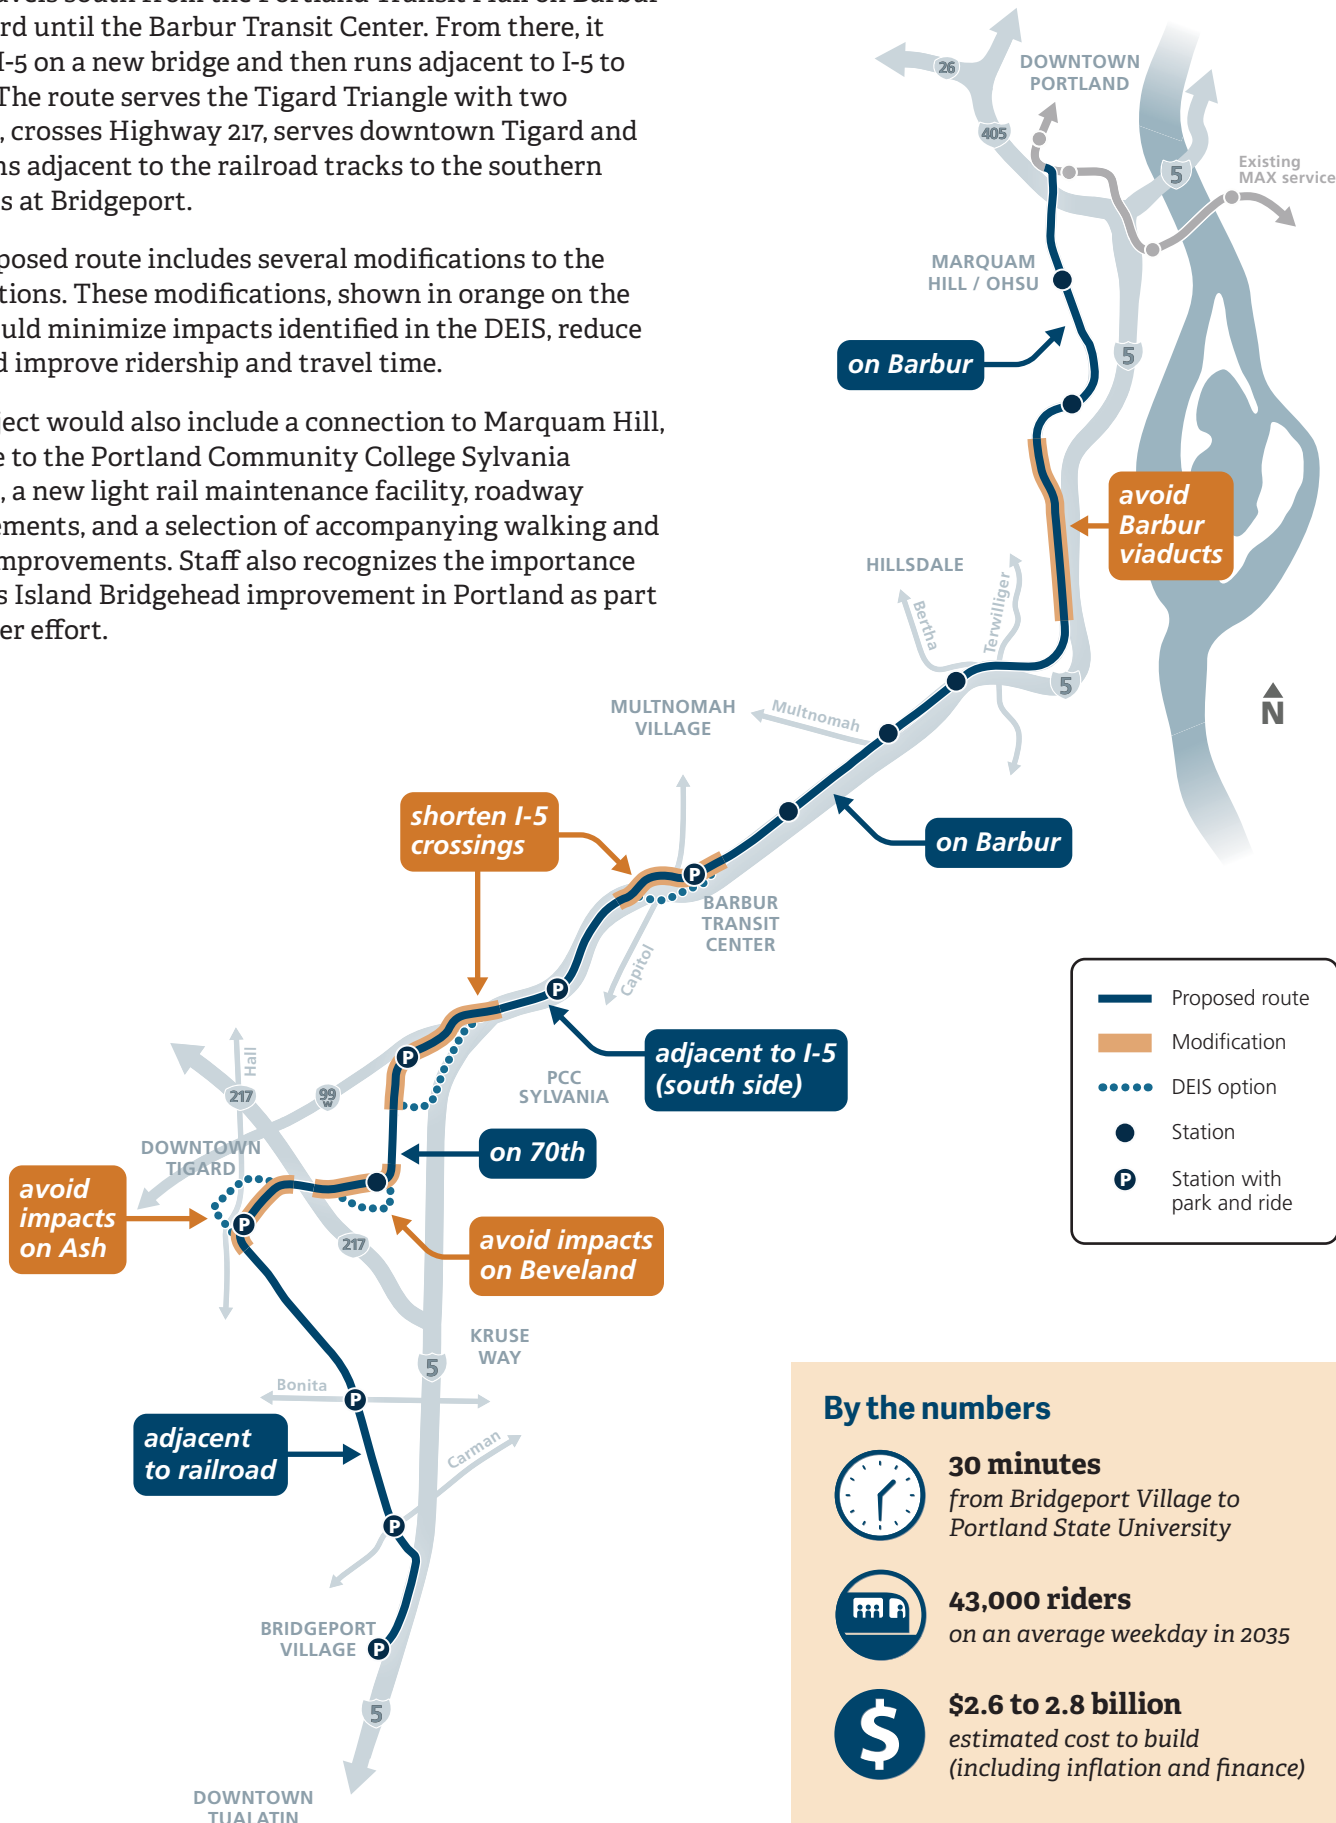 avels south from the Portland Transit Mall on Barbur
rd until the Barbur Transit Center. From there, it
I-5 on a new bridge and then runs adjacent to I-5 to
The route serves the Tigard Triangle with two
, crosses Highway 217, serves downtown Tigard and
ns adjacent to the railroad tracks to the southern
s at Bridgeport.
posed route includes several modifications to the
tions. These modifications, shown in orange on the
uld minimize impacts identified in the DEIS, reduce
d improve ridership and travel time.
ject would also include a connection to Marquam Hill,
e to the Portland Community College Sylvania
, a new light rail maintenance facility, roadway
ements, and a selection of accompanying walking and
mprovements. Staff also recognizes the importance
s Island Bridgehead improvement in Portland as part
er effort.
26
DOWNTOWN
PORTLAND
405
5
Existing
MAX service
MARQUAM
HILL / OHSU
on Barbur
5
avoid
Barbur
viaducts
HILLSDALE
Bertha
Terwilliger
5
N
MULTNOMAH
VILLAGE
Multnomah
shorten I-5
crossings
on Barbur
P
BARBUR
TRANSIT
CENTER
Capitol
P
adjacent to I-5
(south side)
PCC
SYLVANIA
P
Hall
217
99
W
DOWNTOWN
TIGARD
on 70th
avoid
impacts
on Ash
P
217
avoid impacts
on Beveland
KRUSE
WAY
5
Bonita
P
adjacent
to railroad
Carman
P
BRIDGEPORT
VILLAGE
P
5
DOWNTOWN
TUALATIN
Proposed route
Modification
DEIS option
Station
P
Station with
park and ride
By the numbers
30 minutes
from Bridgeport Village to
Portland State University
43,000 riders
on an average weekday in 2035
$
$2.6 to 2.8 billion
estimated cost to build
(including inflation and finance)